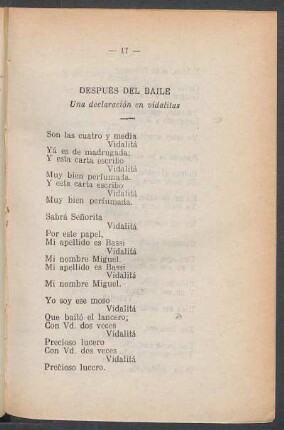 — 17 —
DESPUÉS DEL BAILE
Una declaración en vidalitas
Son las cuatro y media
Vidalitá
Yá es de madrugada;
Y esta carta escribo
Vidalitá
Muy bien perfumada.
Y esta carta escribo
Vidalitá
Muy bien perfumada.
Sabrá Señorita
Vidalitá
Por este papel,
Mi apellido es Bassi
Vidalitá
Mi nombre Miguel.
Mi apellido es Bassi
Vidalitá
Mi nombre Miguel.
Yo soy ese moso
Vidalitá
Que bailó el lancero;
Con Vd. dos veces
Vidalitá
Precioso lucero
Con Vd. dos veces
Vidalitá
Precioso lucero.